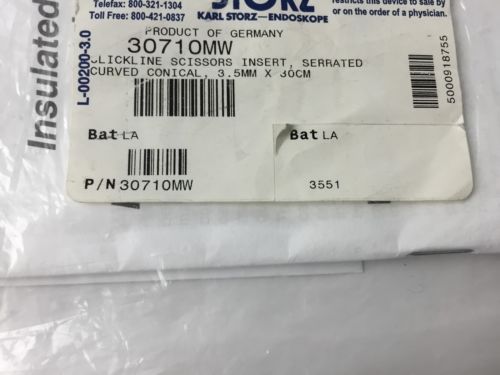 Telefax: 800-321-1304
Toll Free: 800-421-0837
STORZ
KARL STORZ—ENDOSKOPE
restricts this device to sale by
or on the order of a physician.
PRODUCT OF GERMANY
30710MW
CLICKLINE SCISSORS INSERT, SERRATED
CURVED CONICAL, 3.5MM X 30CM
L-00200-3.0
5000918755
Insulated
Bat LA
P/N 30710MW
Bat LA
3551